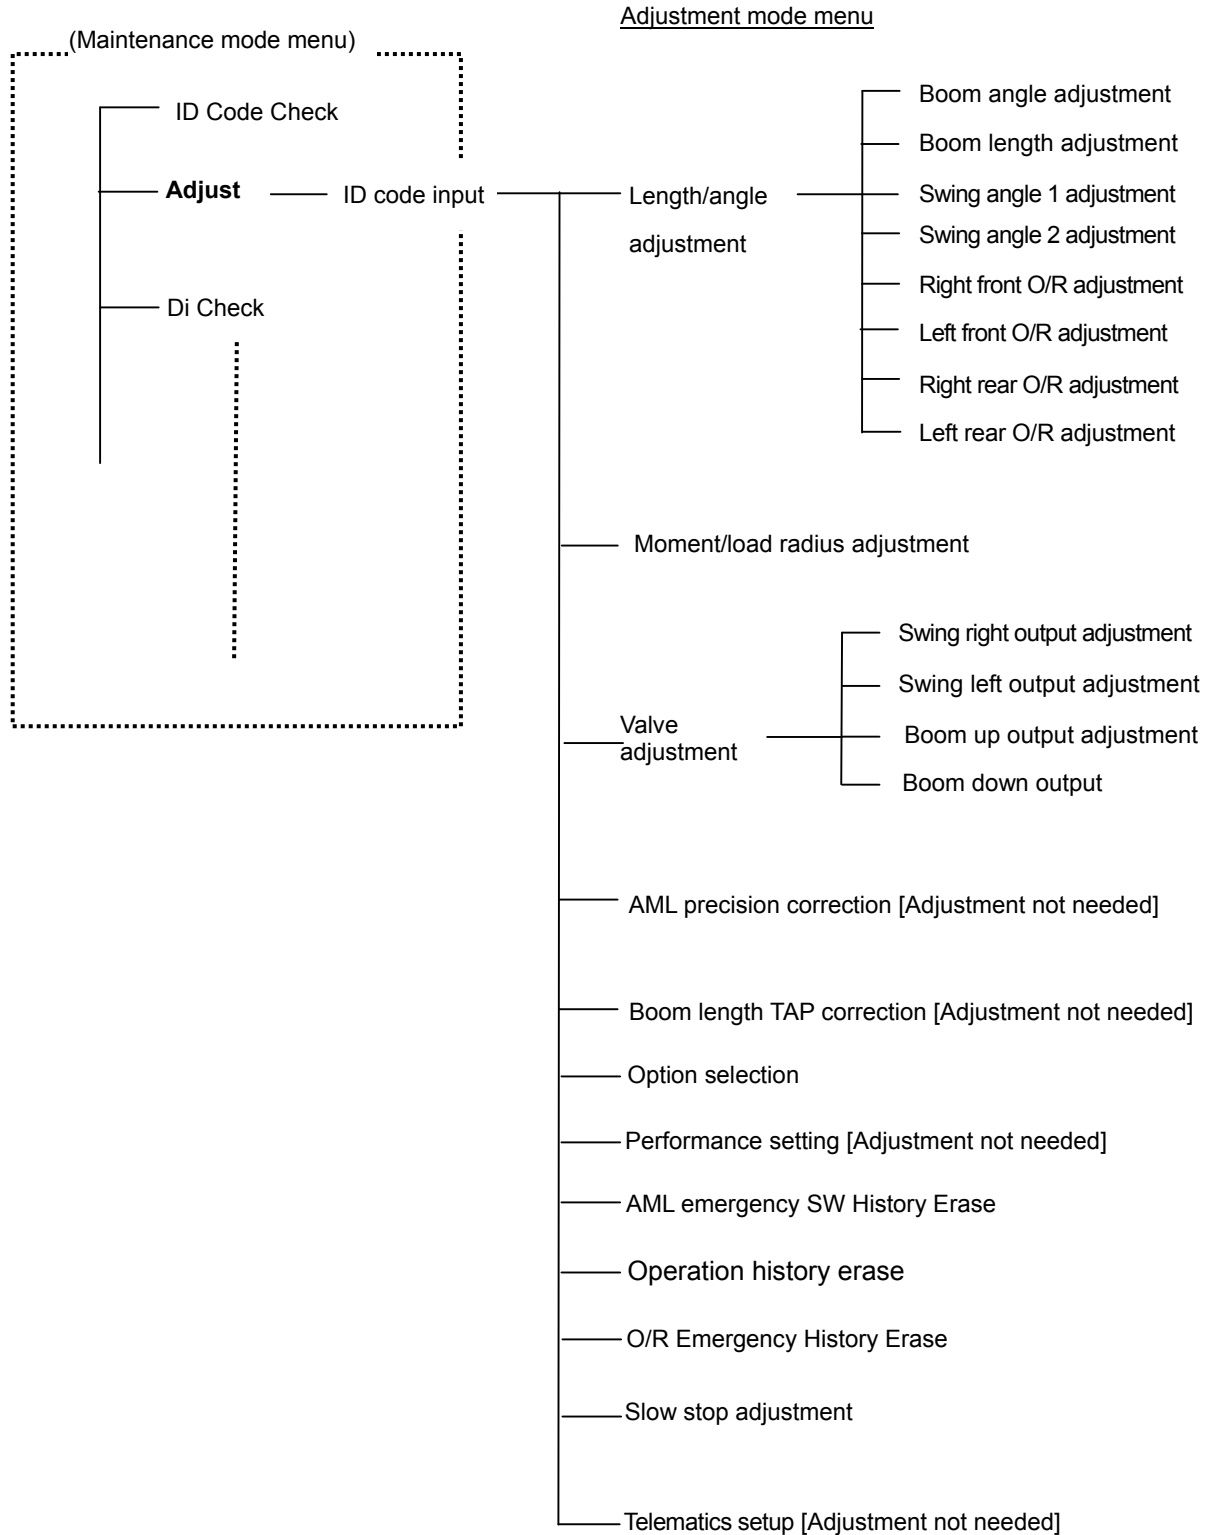 Adjustment mode menu
(Maintenance mode menu)
ID Code Check
Adjust
ID code input
Di Check
Length/angle
adjustment
Boom angle adjustment
Boom length adjustment
Swing angle 1 adjustment
Swing angle 2 adjustment
Right front O/R adjustment
Left front O/R adjustment
Right rear O/R adjustment
Left rear O/R adjustment
Moment/load radius adjustment
Valve
adjustment
Swing right output adjustment
Swing left output adjustment
Boom up output adjustment
Boom down output
AML precision correction [Adjustment not needed]
Boom length TAP correction [Adjustment not needed]
Option selection
Performance setting [Adjustment not needed]
AML emergency SW History Erase
Operation history erase
O/R Emergency History Erase
Slow stop adjustment
Telematics setup [Adjustment not needed]